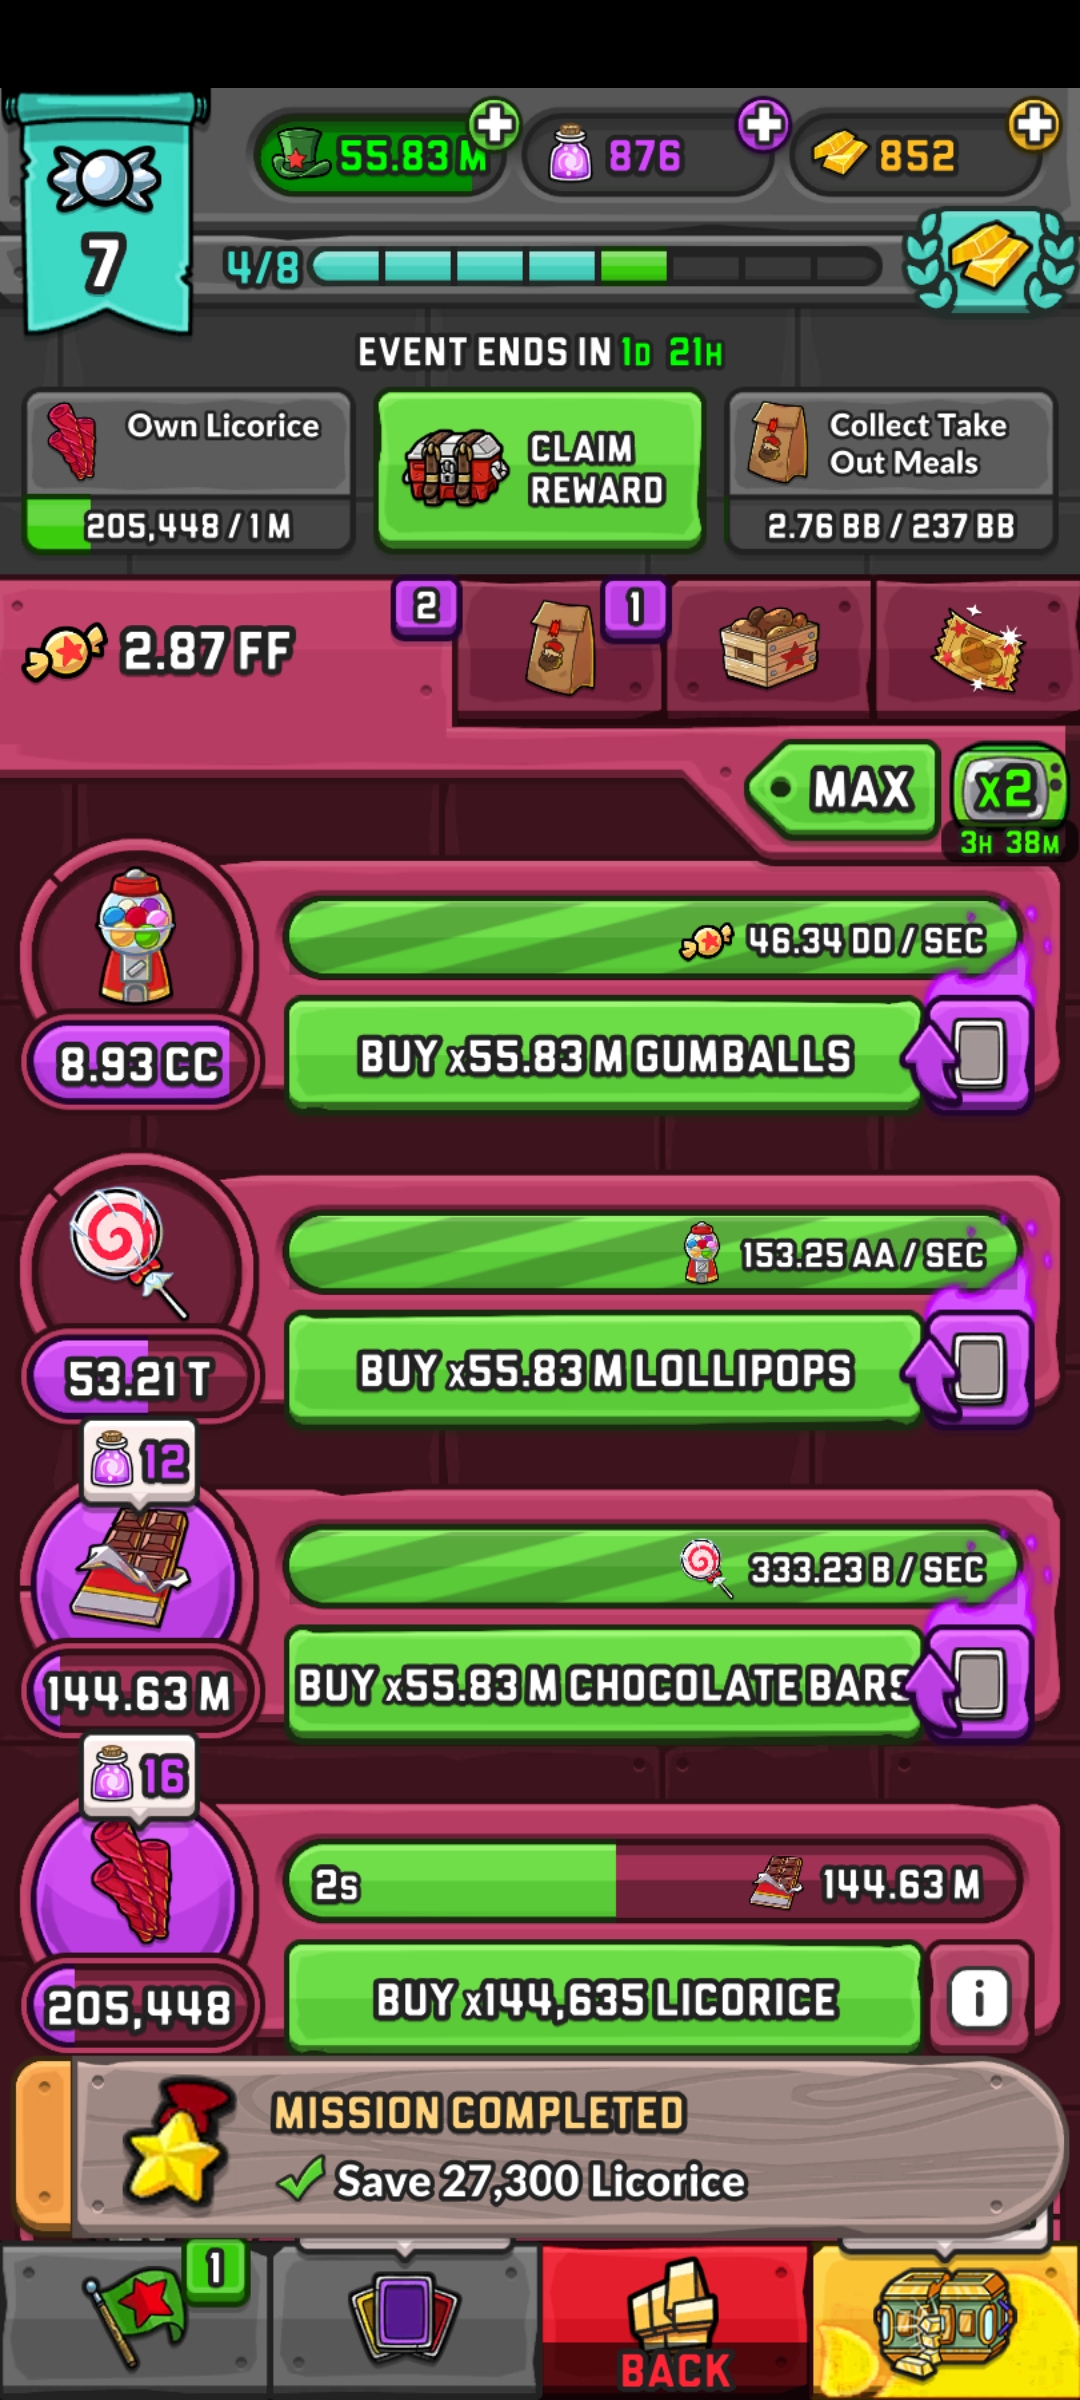 55.83 M
876
852
7
4/8
EVENT ENDS IN 1D 21H
Own Licorice
205,448 / 1 M
CLAIM
REWARD
Collect Take
Out Meals
2.76 BB / 237 BB
2.87 FF
2
1
MAX
x2
3H 38M
46.34 DD / SEC
8.93 CC
BUY x55.83 M GUMBALLS
153.25 AA / SEC
53.21 T
BUY x55.83 M LOLLIPOPS
12
333.23 B / SEC
144.63 M
BUY x55.83 M CHOCOLATE BARS
16
2s
144.63 M
205,448
BUY x144,635 LICORICE
i
MISSION COMPLETED
Save 27,300 Licorice
1
BACK